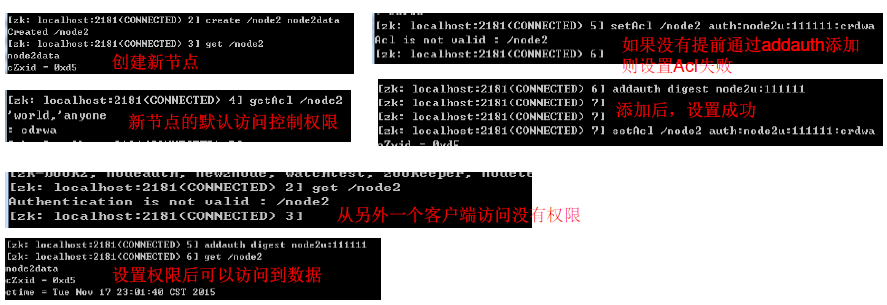 [zk: localhost:2181(CONNECTED) 2] create /node2 node2data
Created /node2
[zk: localhost:2181(CONNECTED) 3] get /node2
node2data
cZxid = 0xd5
创建新节点
[zk: localhost:2181(CONNECTED) 4] getAcl /node2
'world,'anyone
: cdrwa
新节点的默认访问控制权限
[zk: localhost:2181(CONNECTED) 5] setAcl /node2 auth:node2u:111111:crdwa
Acl is not valid : /node2
[zk: localhost:2181(CONNECTED) 6]
如果没有提前通过addauth添加
则设置Acl失败
[zk: localhost:2181(CONNECTED) 6] addauth digest node2u:111111
[zk: localhost:2181(CONNECTED) 7]
[zk: localhost:2181(CONNECTED) 7]
[zk: localhost:2181(CONNECTED) 7] setAcl /node2 auth:node2u:111111:crdwa
cZxid = 0xd5
添加后，设置成功
[zk-book2, nodeauth, new2node, watchtest, zookeeper, nodete
[zk: localhost:2181(CONNECTED) 2] get /node2
Authentication is not valid : /node2
[zk: localhost:2181(CONNECTED) 3]
从另外一个客户端访问没有权限
[zk: localhost:2181(CONNECTED) 5] addauth digest node2u:111111
[zk: localhost:2181(CONNECTED) 6] get /node2
node2data
cZxid = 0xd5
ctime = Tue Nov 17 23:01:40 CST 2015
设置权限后可以访问到数据